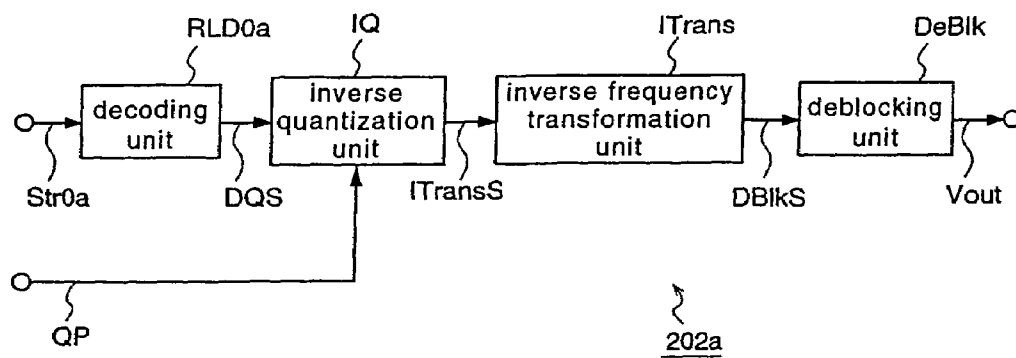 RLD0a
IQ
ITrans
DeBlk
decoding
unit
inverse
quantization
unit
inverse frequency
transformation
unit
deblocking
unit
Str0a
DQS
ITransS
DBlkS
Vout
QP
202a